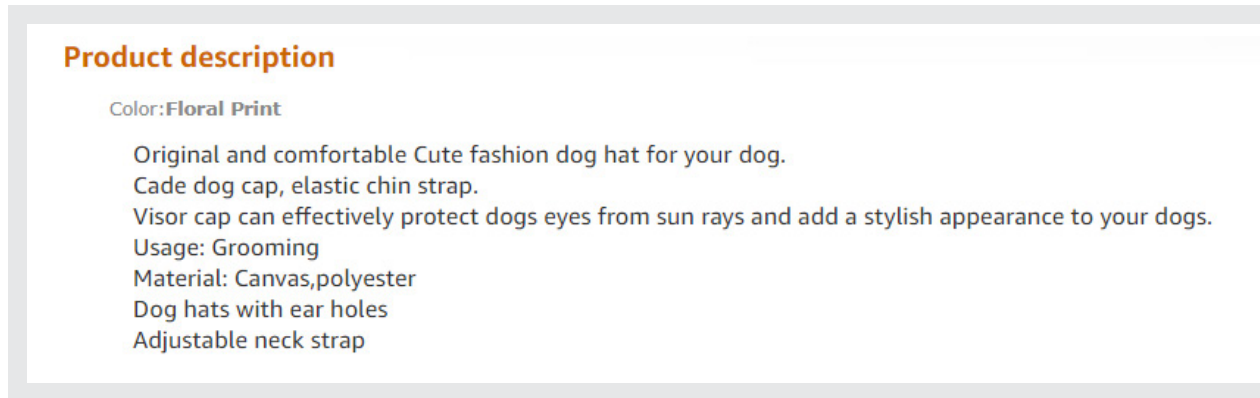 Product description
Color:Floral Print
Original and comfortable Cute fashion dog hat for your dog.
Cade dog cap, elastic chin strap.
Visor cap can effectively protect dogs eyes from sun rays and add a stylish appearance to your dogs.
Usage: Grooming
Material: Canvas,polyester
Dog hats with ear holes
Adjustable neck strap